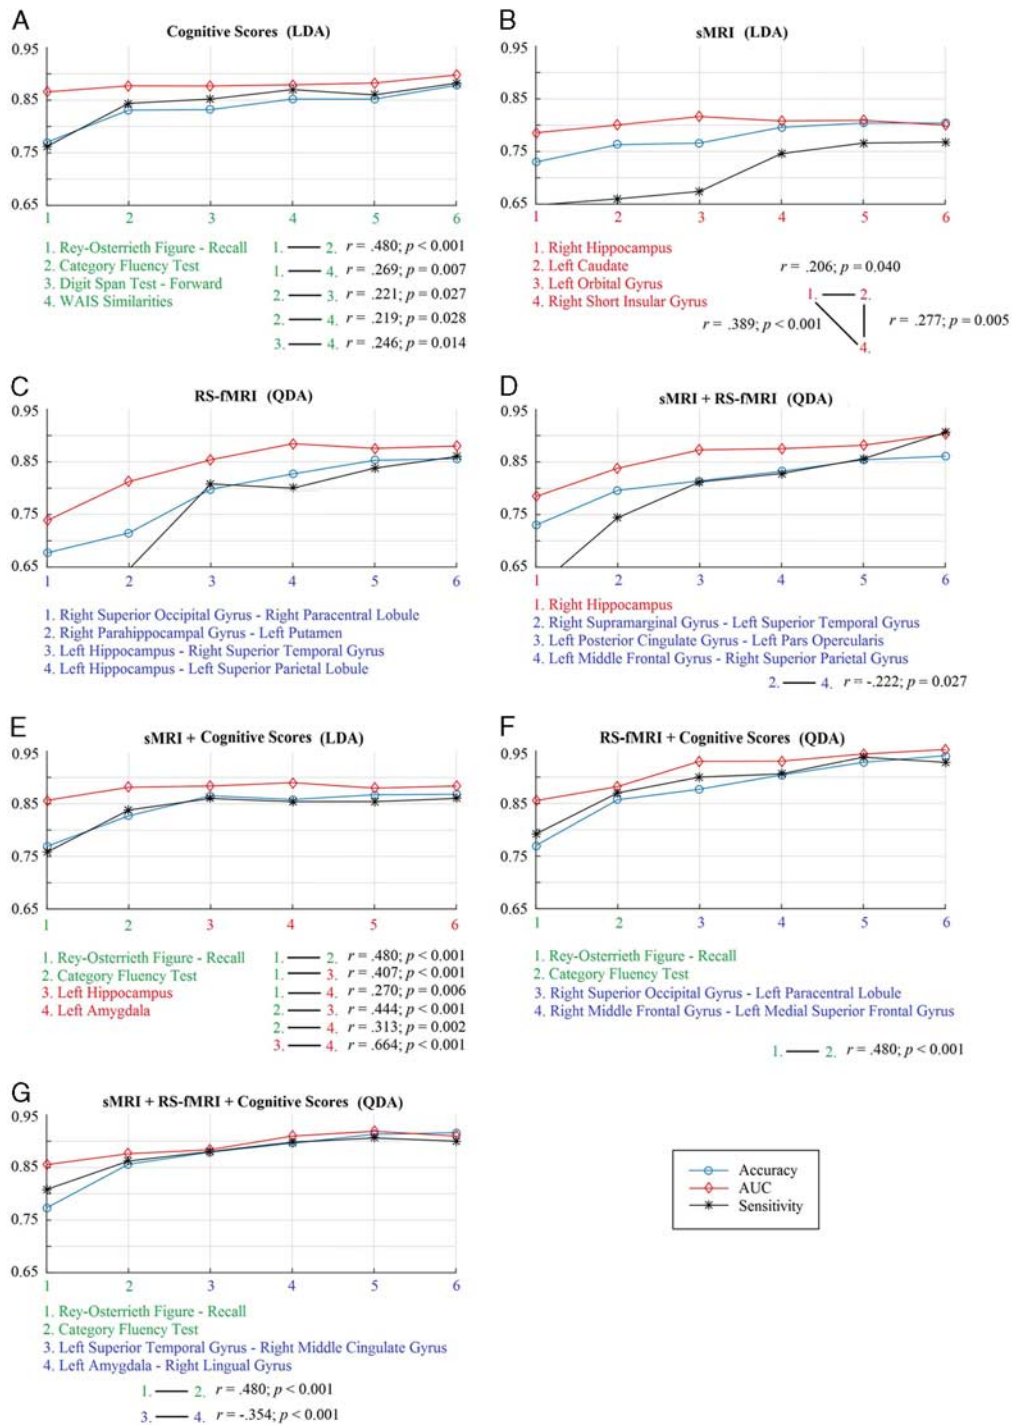 A
Cognitive Scores (LDA)
0.95
0.85
0.75
0.65
1 2 3 4 5 6
1. Rey-Osterrieth Figure - Recall
2. Category Fluency Test
3. Digit Span Test - Forward
4. WAIS Similarities
1. 2. r = .480; p < 0.001
1. 4. r = .269; p = 0.007
2. 3. r = .221; p = 0.027
2. 4. r = .219; p = 0.028
3. 4. r = .246; p = 0.014
B
sMRI (LDA)
0.95
0.85
0.75
0.65
1 2 3 4 5 6
1. Right Hippocampus
2. Left Caudate
3. Left Orbital Gyrus
4. Right Short Insular Gyrus
r = .206; p = 0.040
1. 2.
r = .389; p < 0.001
r = .277; p = 0.005
4.
C
RS-fMRI (QDA)
0.95
0.85
0.75
0.65
1 2 3 4 5 6
1. Right Superior Occipital Gyrus - Right Paracentral Lobule
2. Right Parahippocampal Gyrus - Left Putamen
3. Left Hippocampus - Right Superior Temporal Gyrus
4. Left Hippocampus - Left Superior Parietal Lobule
D
sMRI + RS-fMRI (QDA)
0.95
0.85
0.75
0.65
1 2 3 4 5 6
1. Right Hippocampus
2. Right Supramarginal Gyrus - Left Superior Temporal Gyrus
3. Left Posterior Cingulate Gyrus - Left Pars Opercularis
4. Left Middle Frontal Gyrus - Right Superior Parietal Gyrus
2. 4. r = -.222; p = 0.027
E
sMRI + Cognitive Scores (LDA)
0.95
0.85
0.75
0.65
1 2 3 4 5 6
1. Rey-Osterrieth Figure - Recall
2. Category Fluency Test
3. Left Hippocampus
4. Left Amygdala
1. 2. r = .480; p < 0.001
1. 3. r = .407; p < 0.001
1. 4. r = .270; p = 0.006
2. 3. r = .444; p < 0.001
2. 4. r = .313; p = 0.002
3. 4. r = .664; p < 0.001
F
RS-fMRI + Cognitive Scores (QDA)
0.95
0.85
0.75
0.65
1 2 3 4 5 6
1. Rey-Osterrieth Figure - Recall
2. Category Fluency Test
3. Right Superior Occipital Gyrus - Left Paracentral Lobule
4. Right Middle Frontal Gyrus - Left Medial Superior Frontal Gyrus
1. 2. r = .480; p < 0.001
G
sMRI + RS-fMRI + Cognitive Scores (QDA)
0.95
0.85
0.75
0.65
1 2 3 4 5 6
1. Rey-Osterrieth Figure - Recall
2. Category Fluency Test
3. Left Superior Temporal Gyrus - Right Middle Cingulate Gyrus
4. Left Amygdala - Right Lingual Gyrus
1. 2. r = .480; p < 0.001
3. 4. r = -.354; p < 0.001
Accuracy
AUC
Sensitivity